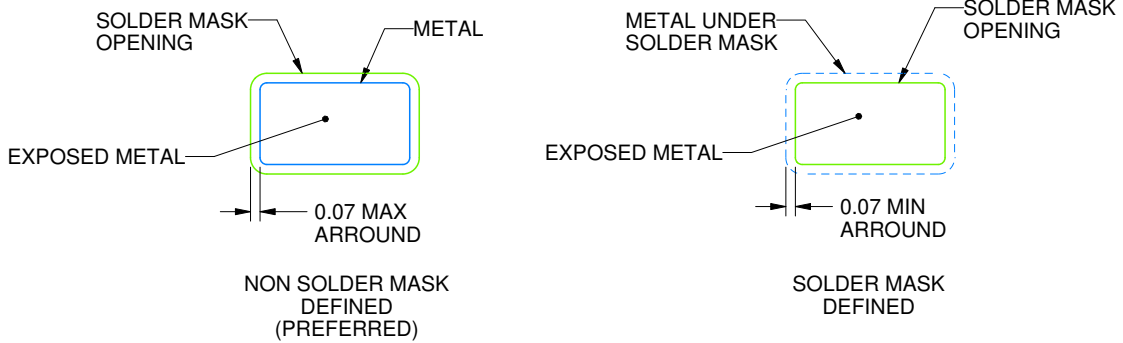 SOLDER MASK
OPENING
METAL
EXPOSED METAL
0.07 MAX
ARROUND
NON SOLDER MASK
DEFINED
(PREFERRED)
METAL UNDER
SOLDER MASK
SOLDER MASK
OPENING
EXPOSED METAL
0.07 MIN
ARROUND
SOLDER MASK
DEFINED